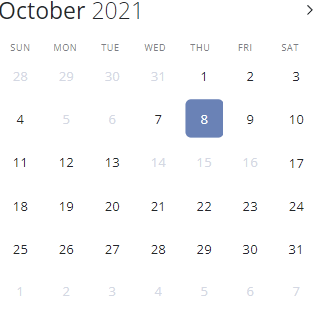 October 2021 >
SUN MON TUE WED THU FRI SAT
28 29 30 31 1 2 3
4 5 6 7 8 9 10
11 12 13 14 15 16 17
18 19 20 21 22 23 24
25 26 27 28 29 30 31
1 2 3 4 5 6 7